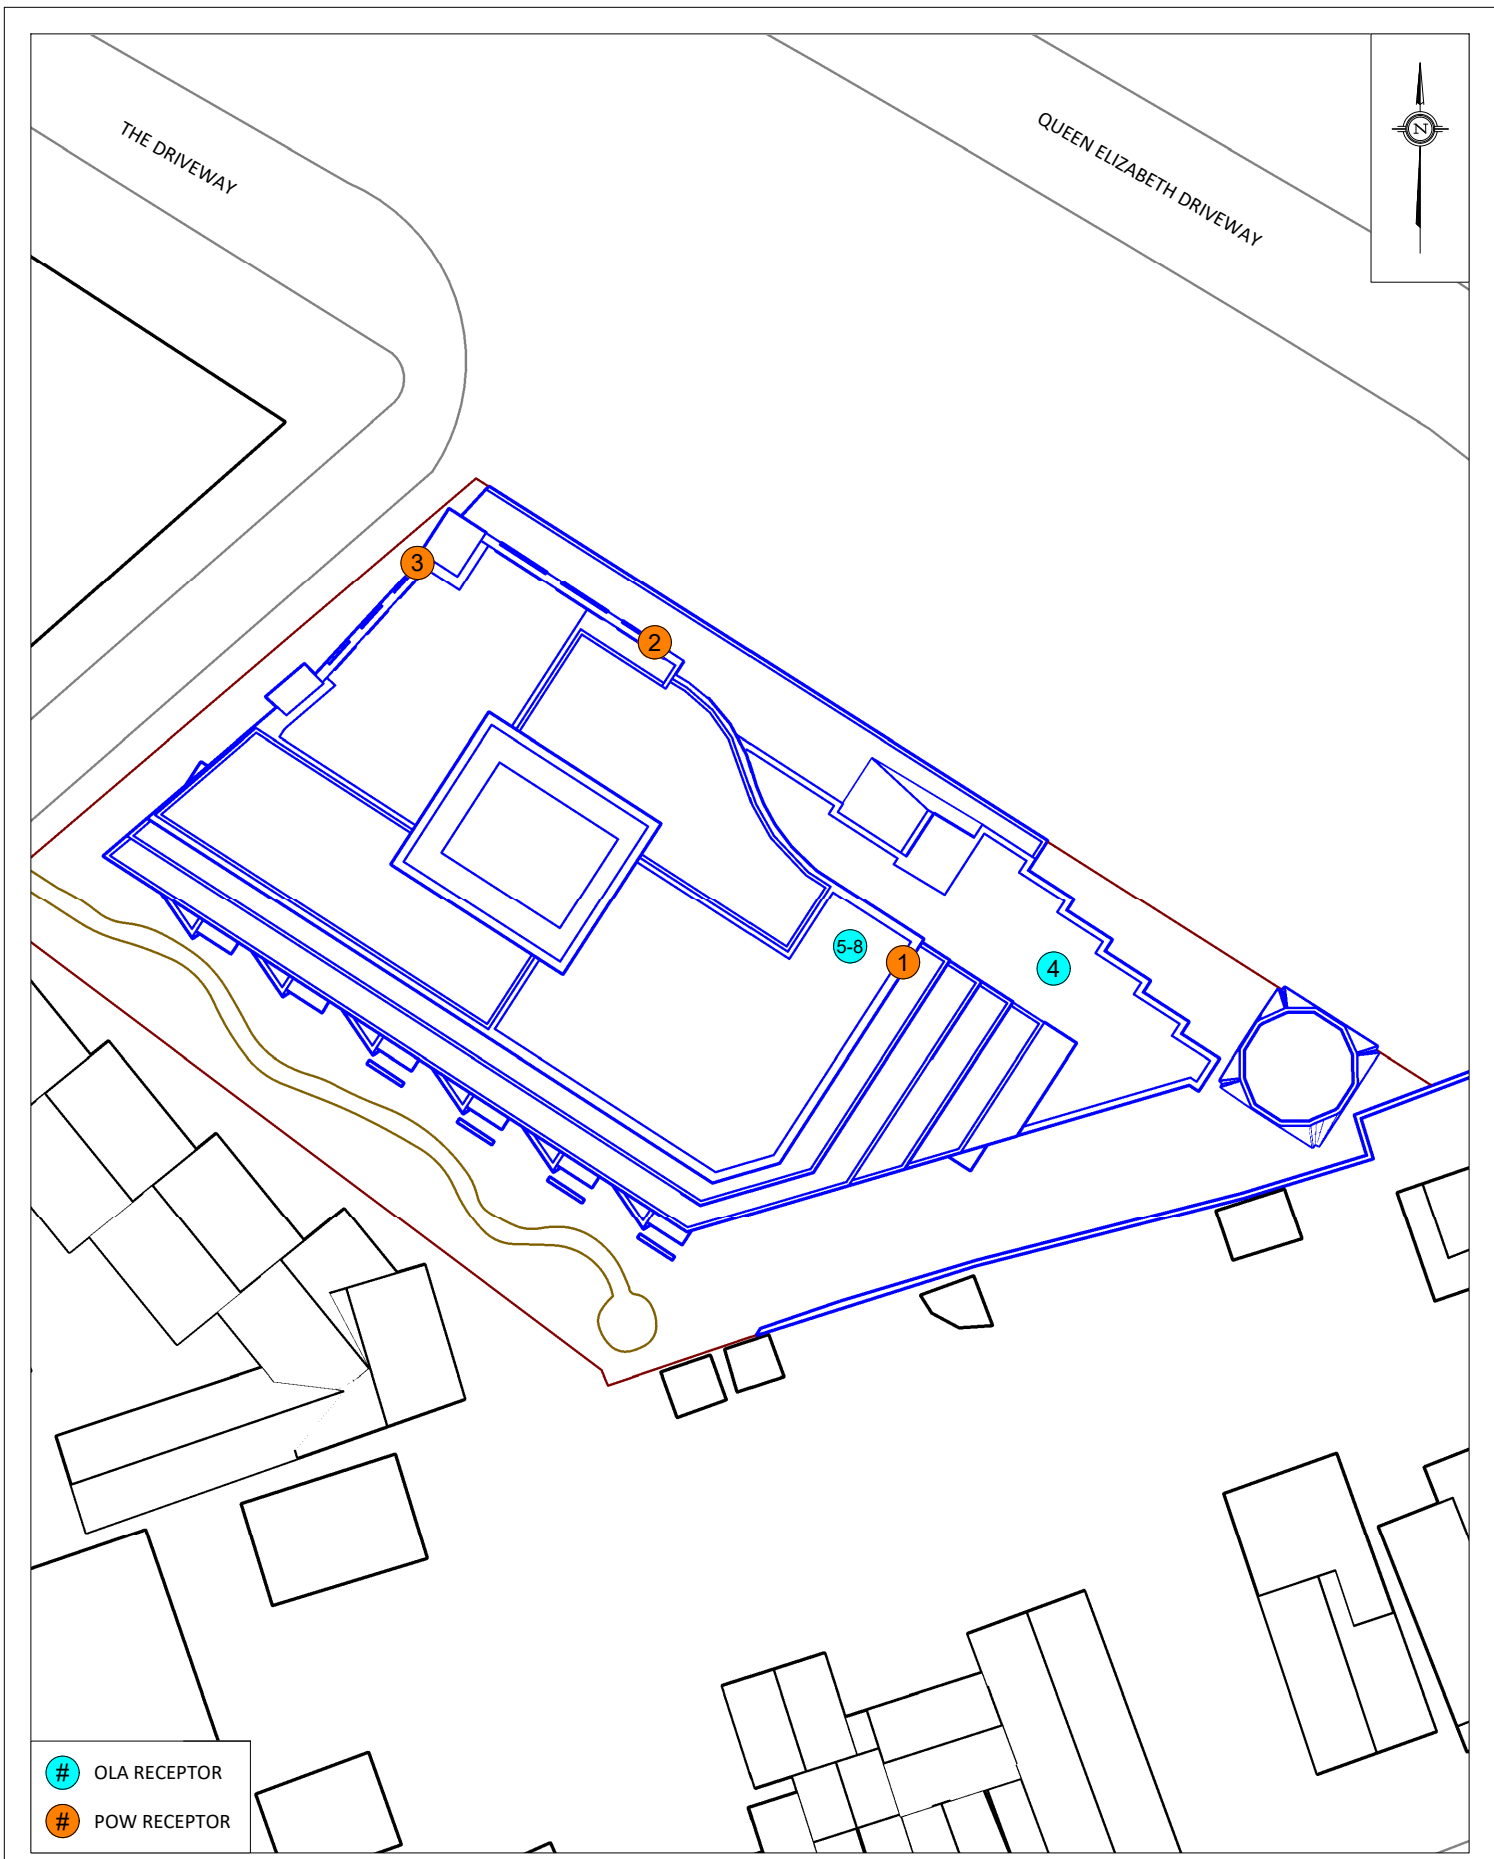 THE DRIVEWAY
QUEEN ELIZABETH DRIVEWAY
N
3
2
5-8
1
4
# OLA RECEPTOR
# POW RECEPTOR